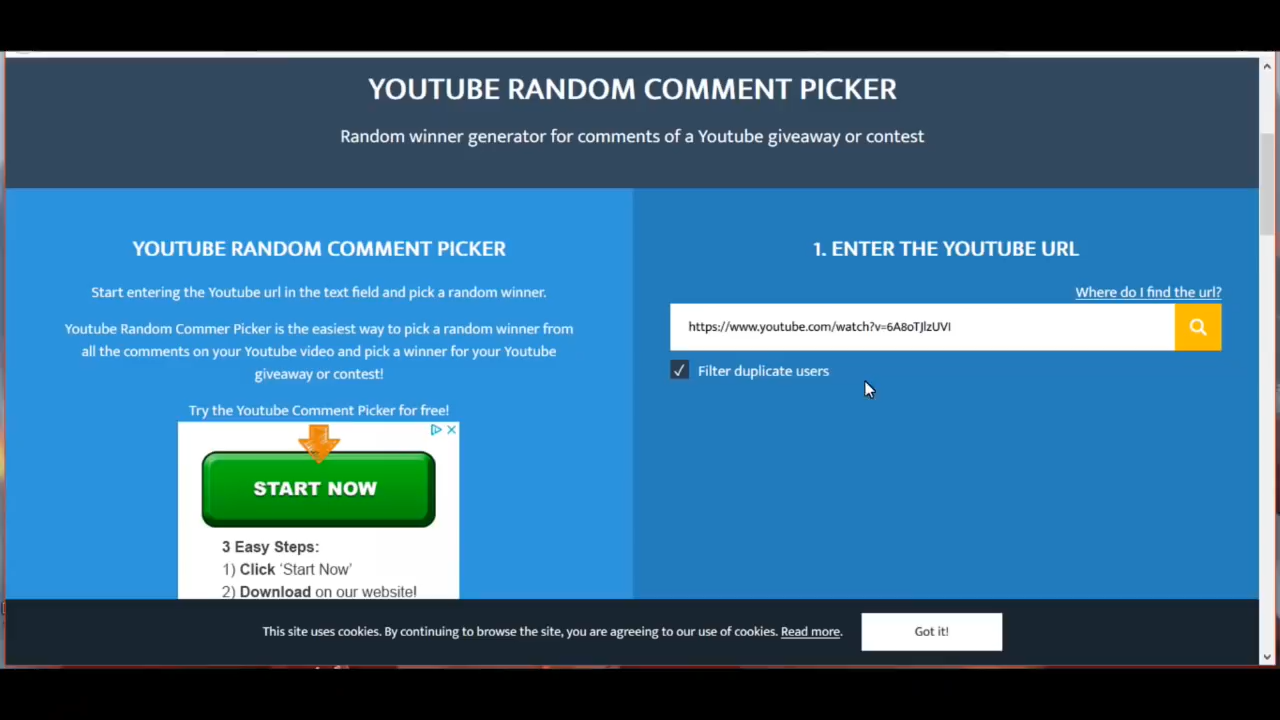 YOUTUBE RANDOM COMMENT PICKER
Random winner generator for comments of a Youtube giveaway or contest
YOUTUBE RANDOM COMMENT PICKER
Start entering the Youtube url in the text field and pick a random winner.
Youtube Random Commer Picker is the easiest way to pick a random winner from
all the comments on your Youtube video and pick a winner for your Youtube
giveaway or contest!
Try the Youtube Comment Picker for free!
START NOW
3 Easy Steps:
1) Click ‘Start Now’
2) Download on our website!
1. ENTER THE YOUTUBE URL
Where do I find the url?
https://www.youtube.com/watch?v=6A8oTJlzUVI
Filter duplicate users
This site uses cookies. By continuing to browse the site, you are agreeing to our use of cookies. Read more.
Got it!